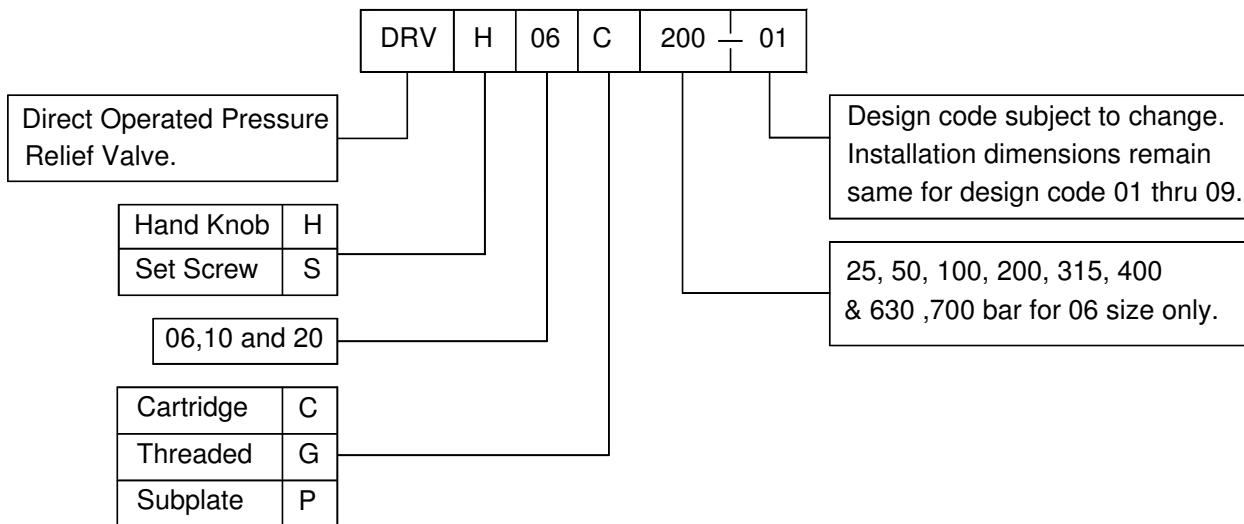 DRV H 06 C 200 — 01
Direct Operated Pressure
Relief Valve.
Design code subject to change.
Installation dimensions remain
same for design code 01 thru 09.
Hand Knob H
Set Screw S
25, 50, 100, 200, 315, 400
& 630 ,700 bar for 06 size only.
06,10 and 20
Cartridge C
Threaded G
Subplate P